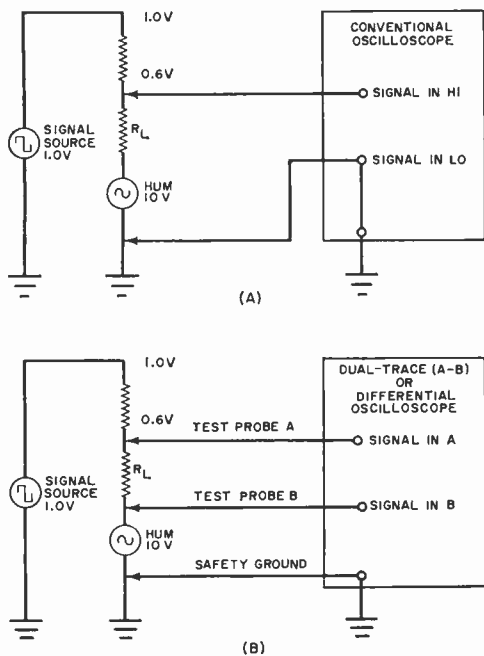 1.0V
CONVENTIONAL
OSCILLOSCOPE
0.6V
SIGNAL IN HI
SIGNAL
SOURCE
1.0V
RL
SIGNAL IN LO
HUM
10V
(A)
1.0V
DUAL-TRACE (A-B)
OR
DIFFERENTIAL
OSCILLOSCOPE
0.6V
TEST PROBE A
SIGNAL IN A
SIGNAL
SOURCE
1.0V
RL
TEST PROBE B
SIGNAL IN B
HUM
10V
SAFETY GROUND
(B)